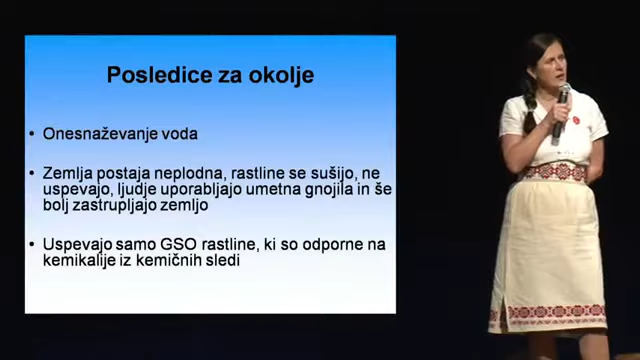 Posledice za okolje
• Onesnaževanje voda
• Zemlja postaja neplodna, rastline se sušijo, ne
uspevajo, ljudje uporabljajo umetna gnojila in še
bolj zastrupljajo zemljo
• Uspevajo samo GSO rastline, ki so odporne na
kemikalije iz kemičnih sledi